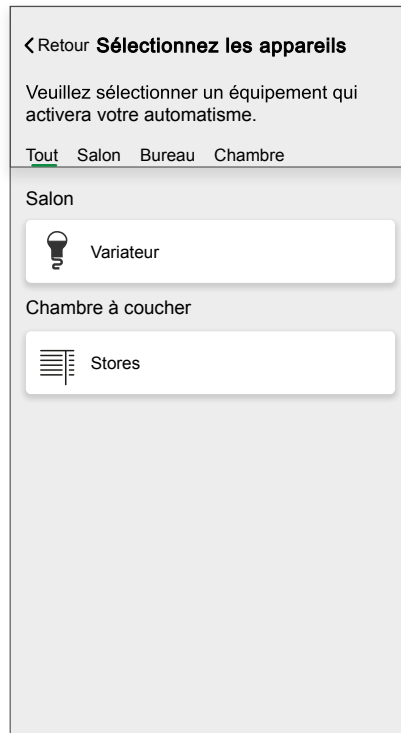 Retour Sélectionnez les appareils
Veuillez sélectionner un équipement qui
activera votre automatisme.
Tout Salon Bureau Chambre
Salon
Variateur
Chambre à coucher
Stores